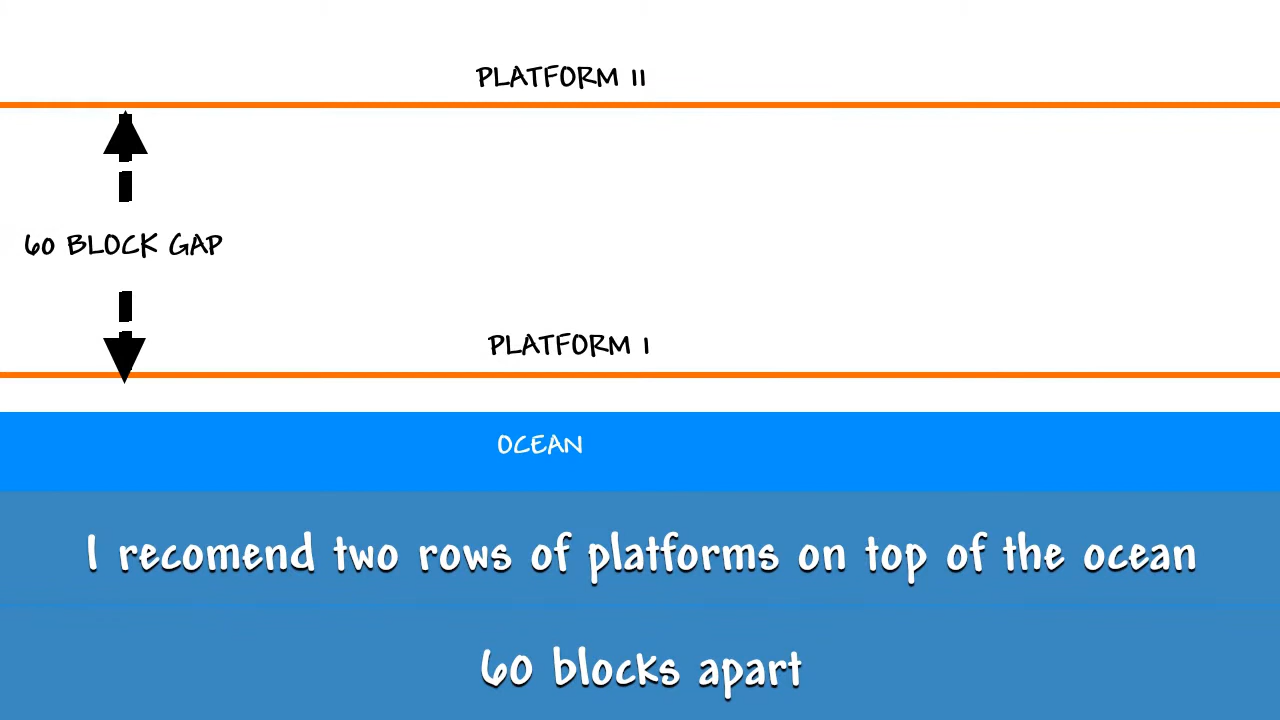 PLATFORM II
60 BLOCK GAP
PLATFORM I
OCEAN
I recomend two rows of platforms on top of the ocean
60 blocks apart